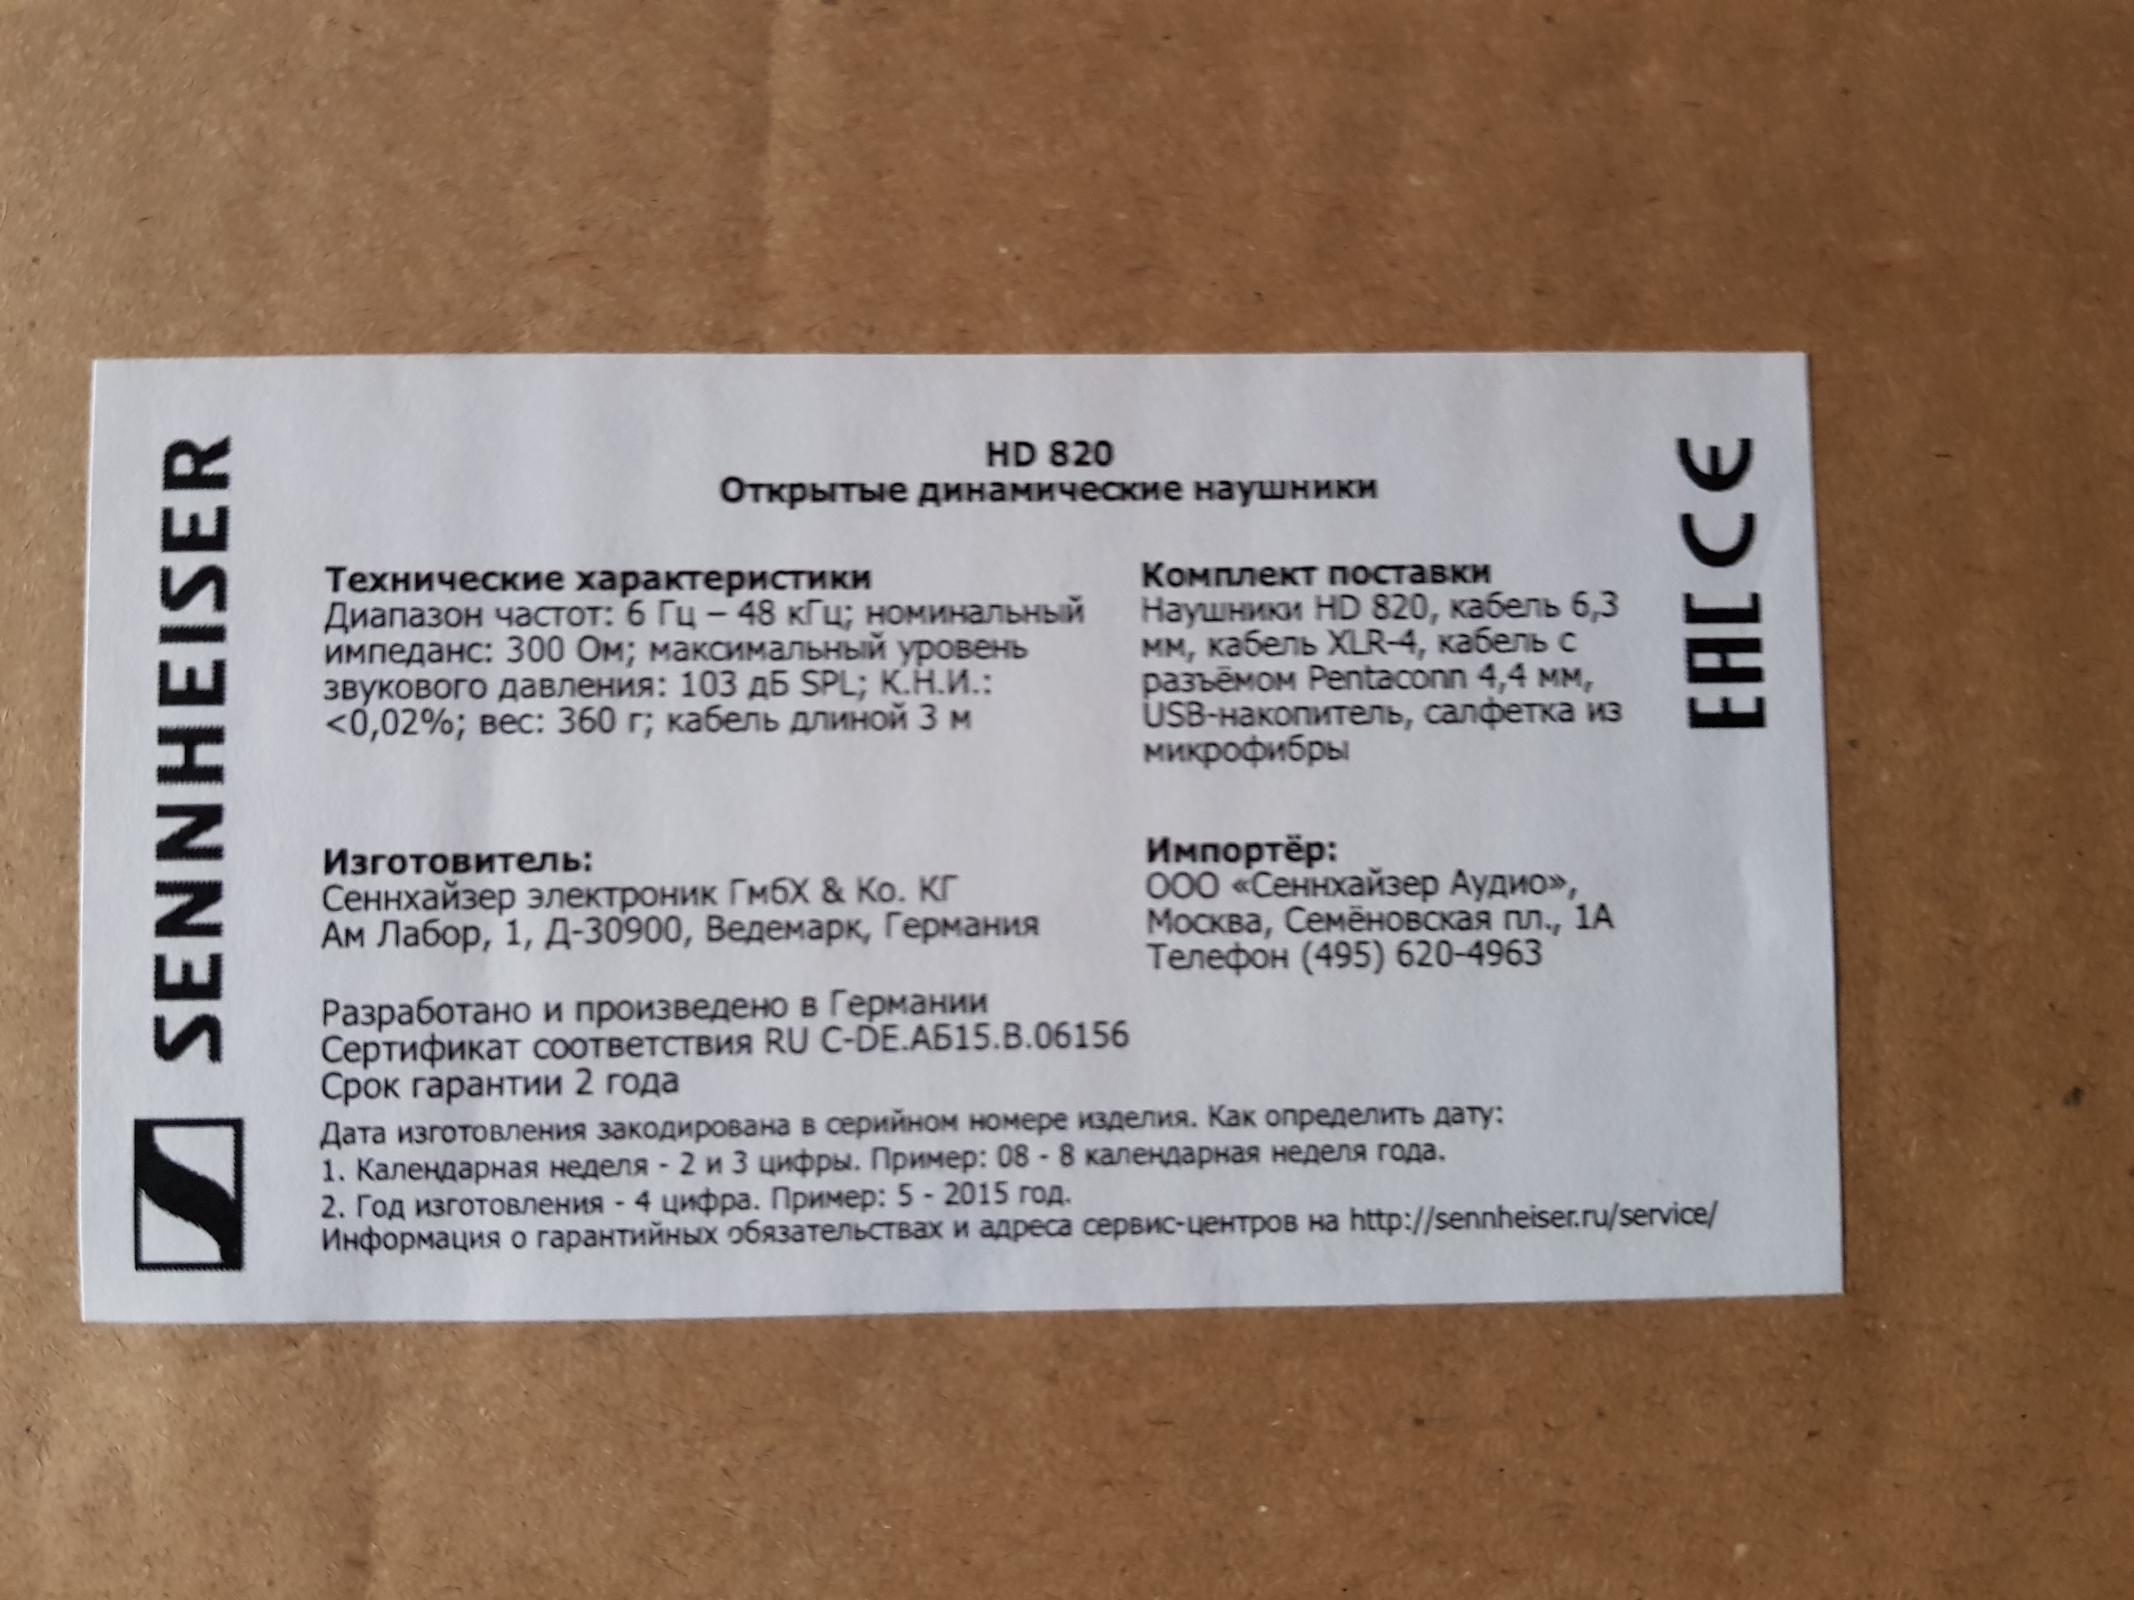 SENNHEISER
HD 820
Открытые динамические наушники
Технические характеристики
Диапазон частот: 6 Гц – 48 кГц; номинальный
импеданс: 300 Ом; максимальный уровень
звукового давления: 103 дБ SPL; К.Н.И.:
<0,02%; вес: 360 г; кабель длиной 3 м
Комплект поставки
Наушники HD 820, кабель 6,3
мм, кабель XLR-4, кабель с
разъёмом Pentaconn 4,4 мм,
USB-накопитель, салфетка из
микрофибры
EAC CE
Изготовитель:
Сеннхайзер электроник ГмбХ & Ко. КГ
Ам Лабор, 1, Д-30900, Ведемарк, Германия
Импортёр:
ООО «Сеннхайзер Аудио»,
Москва, Семёновская пл., 1А
Телефон (495) 620-4963
Разработано и произведено в Германии
Сертификат соответствия RU C-DE.АБ15.В.06156
Срок гарантии 2 года
Дата изготовления закодирована в серийном номере изделия. Как определить дату:
1. Календарная неделя - 2 и 3 цифры. Пример: 08 - 8 календарная неделя года.
2. Год изготовления - 4 цифра. Пример: 5 - 2015 год.
Информация о гарантийных обязательствах и адреса сервис-центров на http://sennheiser.ru/service/